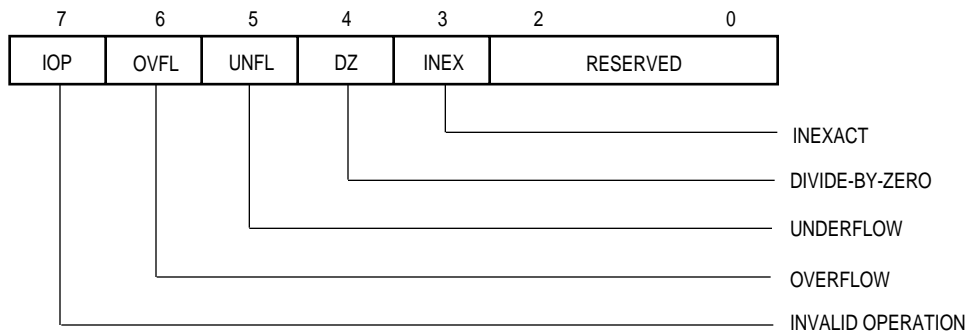 7 6 5 4 3 2 0
IOP OVFL UNFL DZ INEX RESERVED
INEXACT
DIVIDE-BY-ZERO
UNDERFLOW
OVERFLOW
INVALID OPERATION